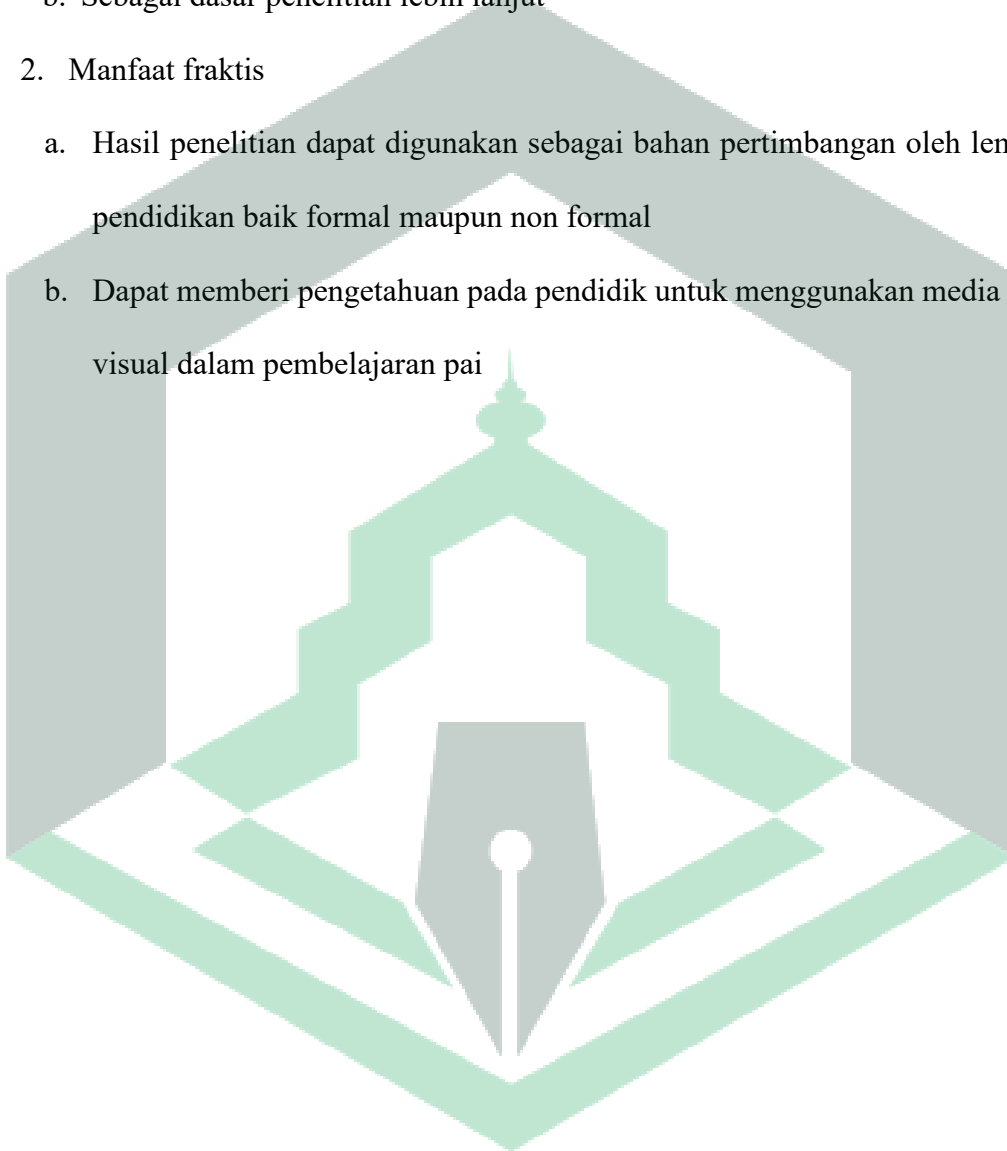 b. Sebagai dasar penelitian lebih lanjut
2. Manfaat fraktis
a. Hasil penelitian dapat digunakan sebagai bahan pertimbangan oleh
pendidikan baik formal maupun non formal
b. Dapat memberi pengetahuan pada pendidik untuk menggunakan media
visual dalam pembelajaran pai